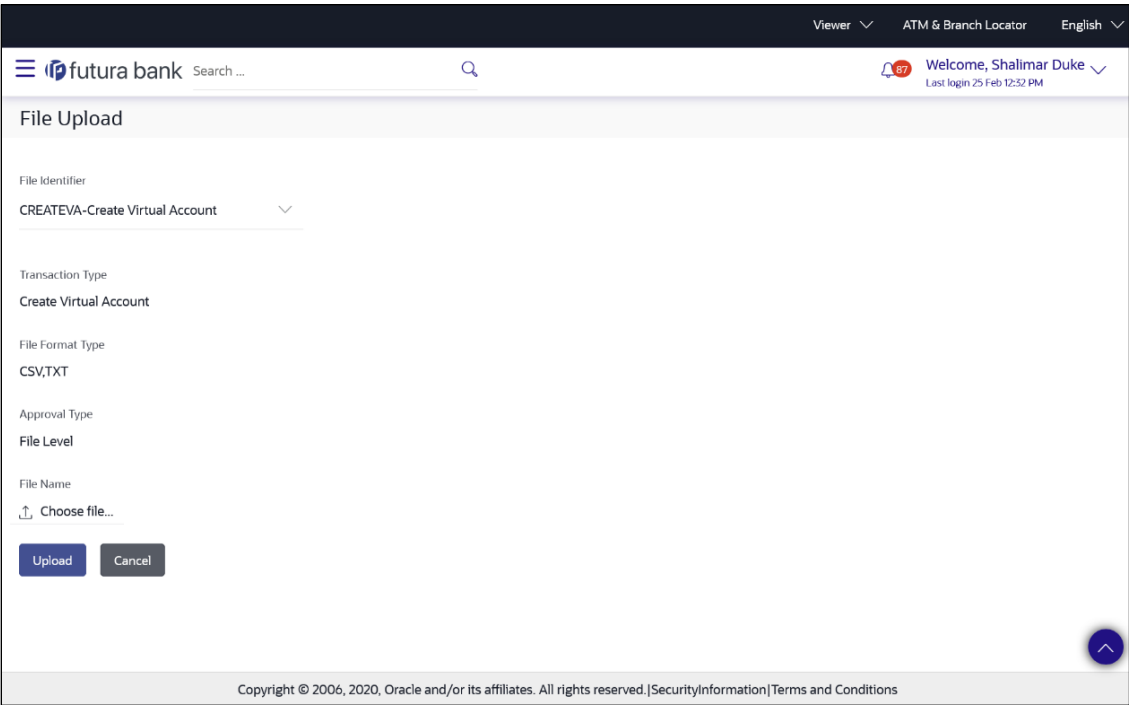 Viewer ATM & Branch Locator English
futura bank Search ... 87 Welcome, Shalimar Duke
Last login 25 Feb 12:32 PM
File Upload
File Identifier
CREATEVA-Create Virtual Account
Transaction Type
Create Virtual Account
File Format Type
CSV,TXT
Approval Type
File Level
File Name
Choose file...
Upload Cancel
Copyright © 2006, 2020, Oracle and/or its affiliates. All rights reserved.|SecurityInformation|Terms and Conditions